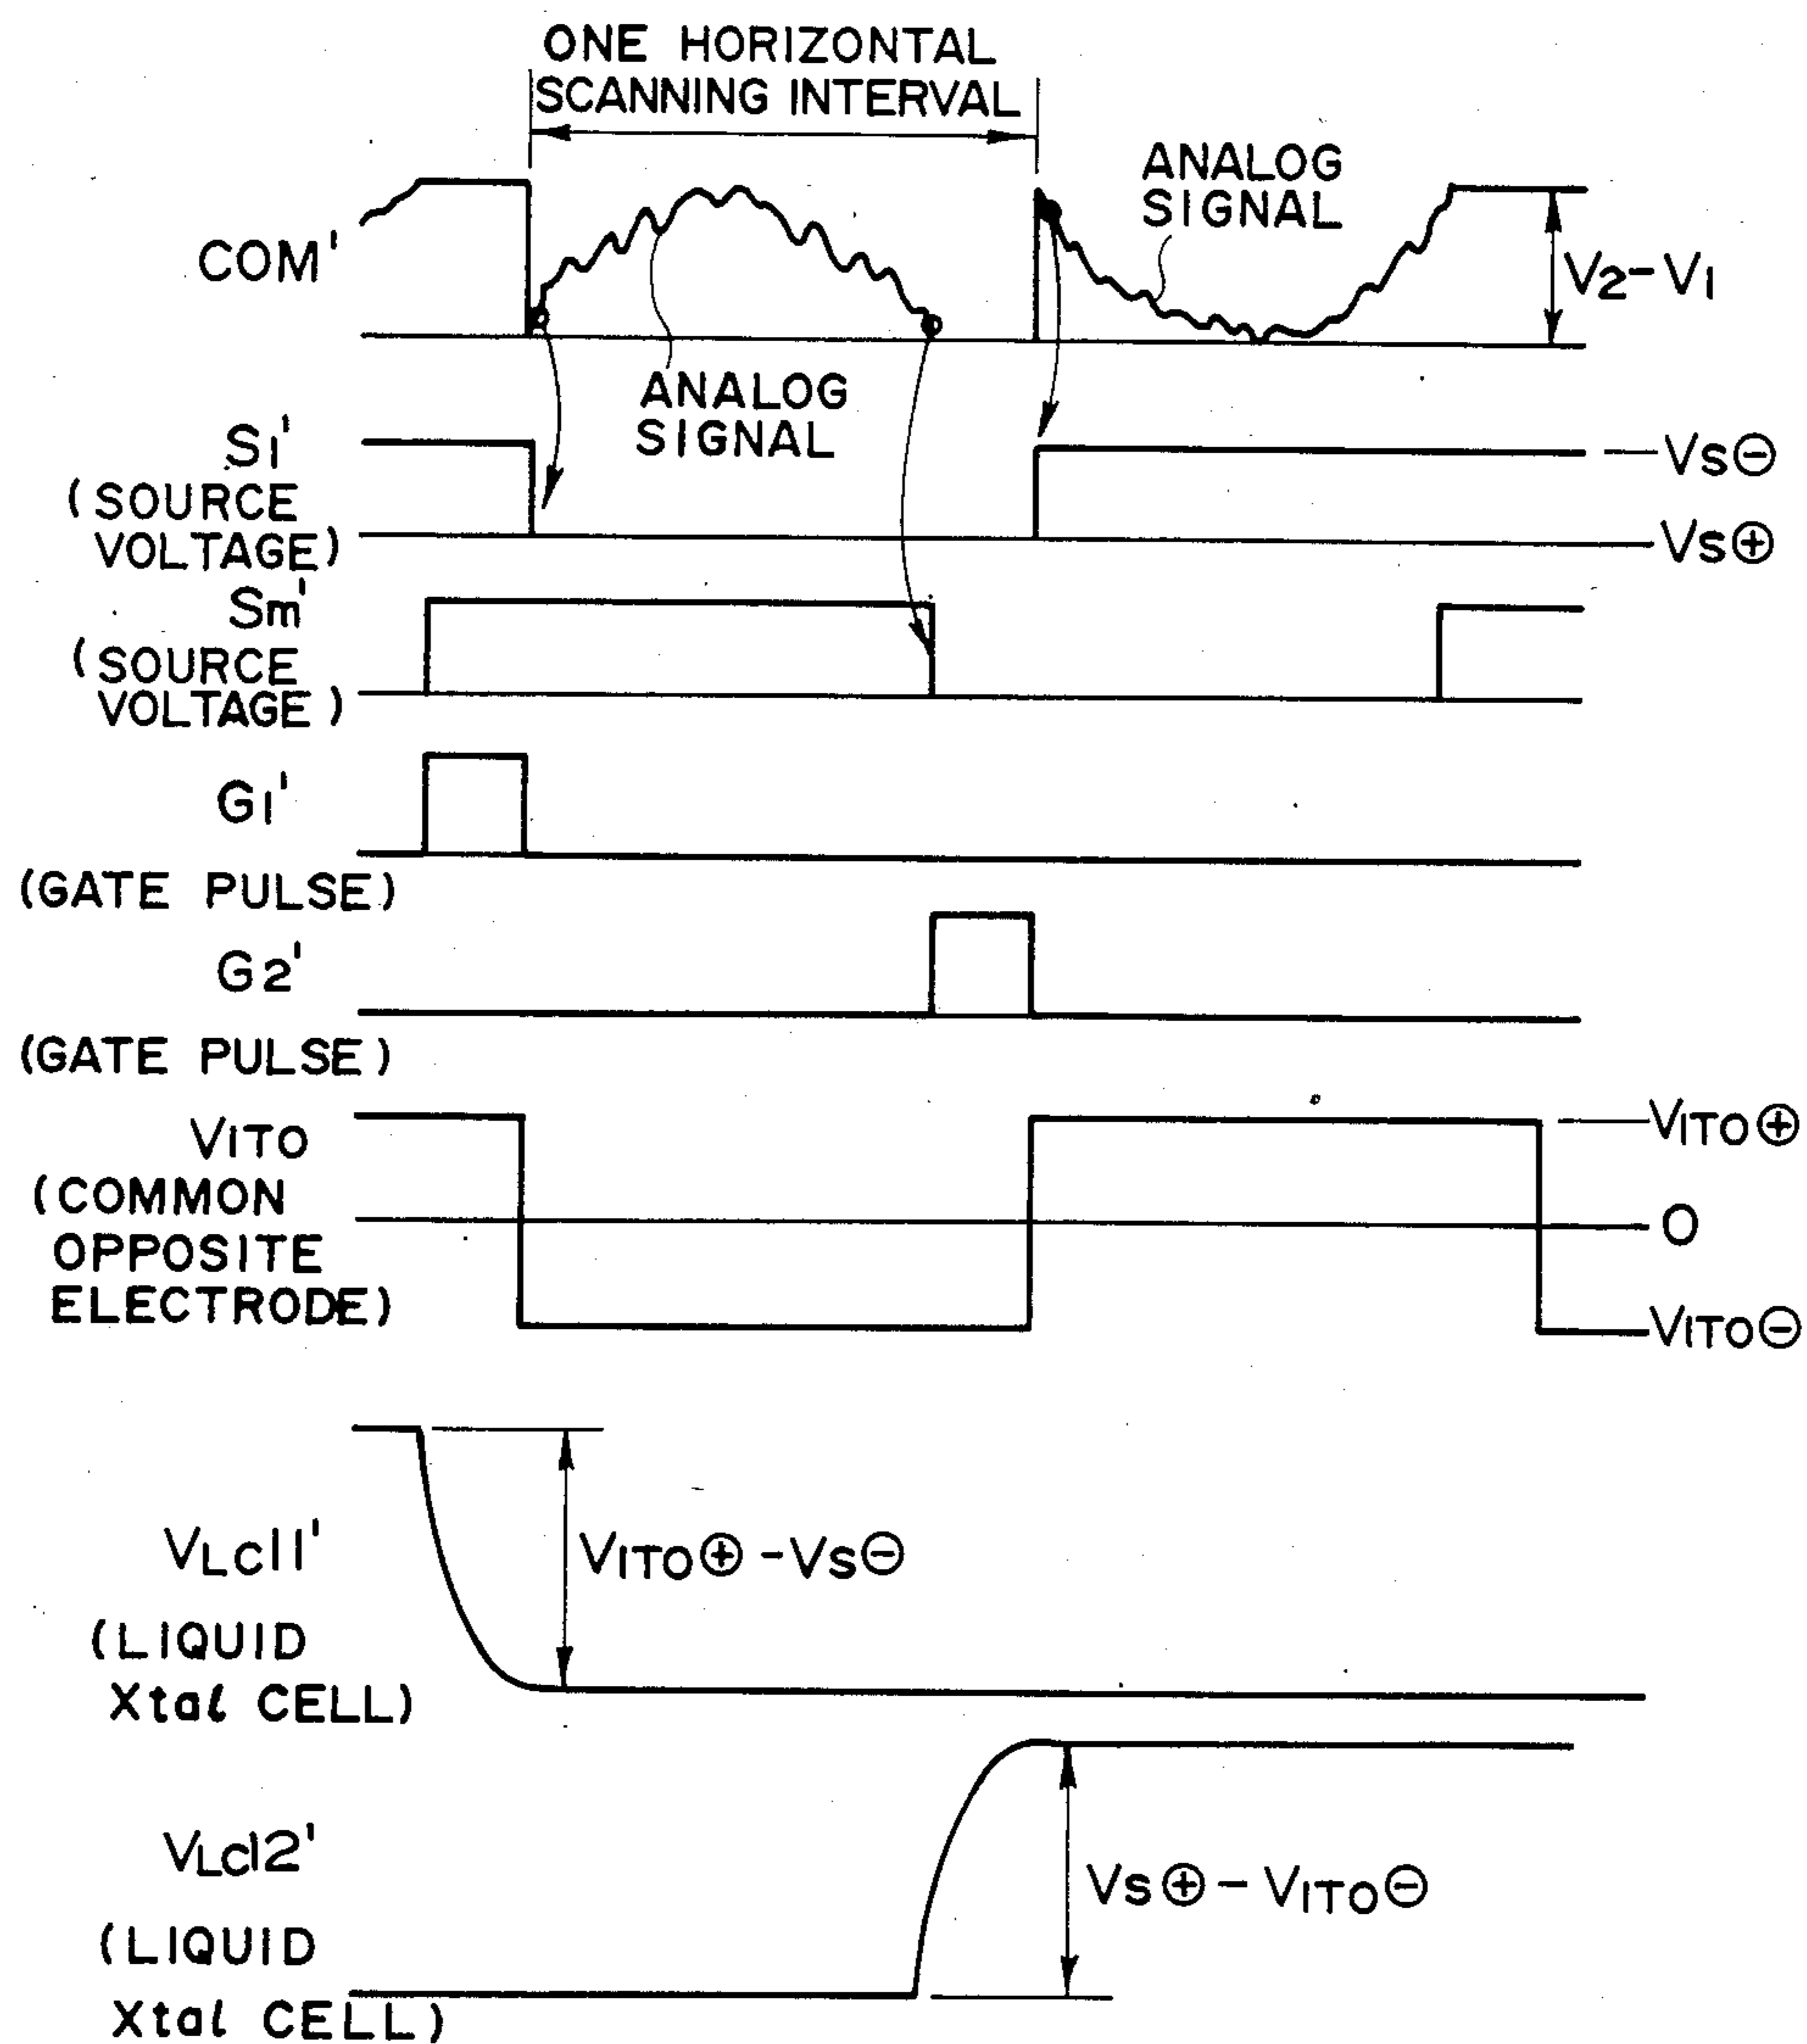 ONE HORIZONTAL
SCANNING INTERVAL
ANALOG
SIGNAL
COM'
V2-V1
ANALOG
SIGNAL
S1'
(SOURCE
VOLTAGE)
VS⊖
VS⊕
Sm'
(SOURCE
VOLTAGE)
G1'
(GATE PULSE)
G2'
(GATE PULSE)
VITO
(COMMON
OPPOSITE
ELECTRODE)
VITO⊕
O
VITO⊖
VLC11'
(LIQUID
Xtal CELL)
VITO⊕-VS⊖
VLC12'
(LIQUID
Xtal CELL)
VS⊕-VITO⊖